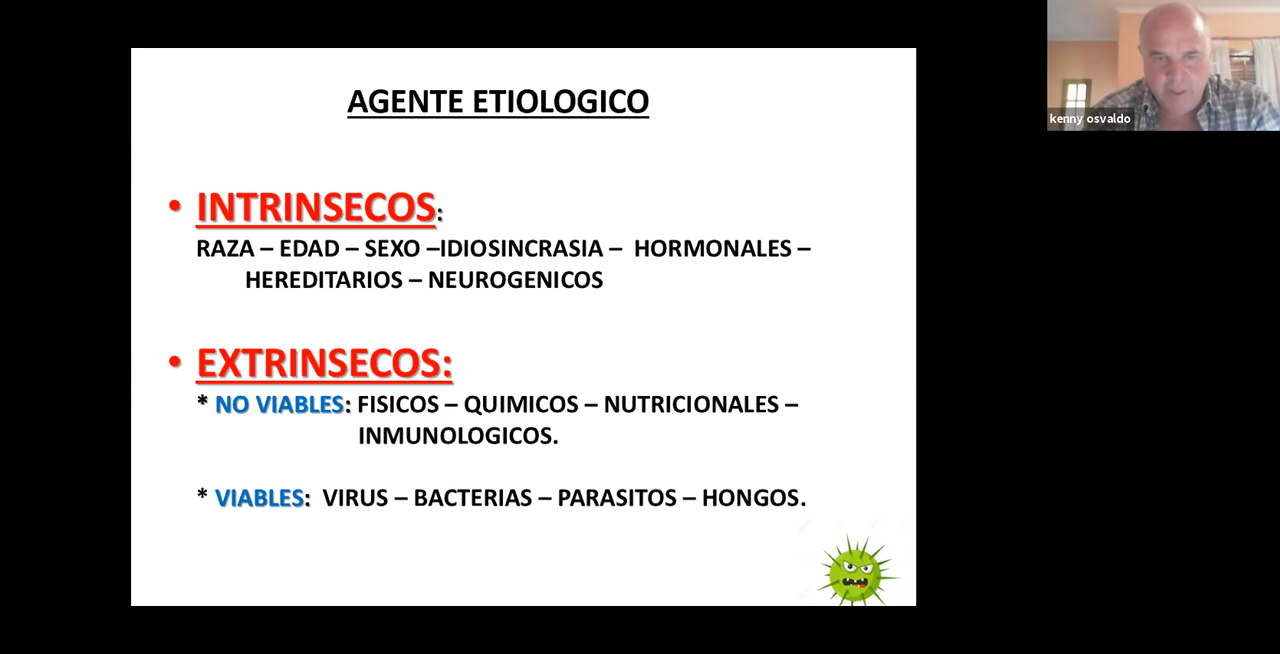 AGENTE ETIOLOGICO
• INTRINSECOS:
RAZA – EDAD – SEXO –IDIOSINCRASIA – HORMONALES –
HEREDITARIOS – NEUROGENICOS
• EXTRINSECOS:
* NO VIABLES: FISICOS – QUIMICOS – NUTRICIONALES –
INMUNOLOGICOS.
* VIABLES: VIRUS – BACTERIAS – PARASITOS – HONGOS.
kenny osvaldo